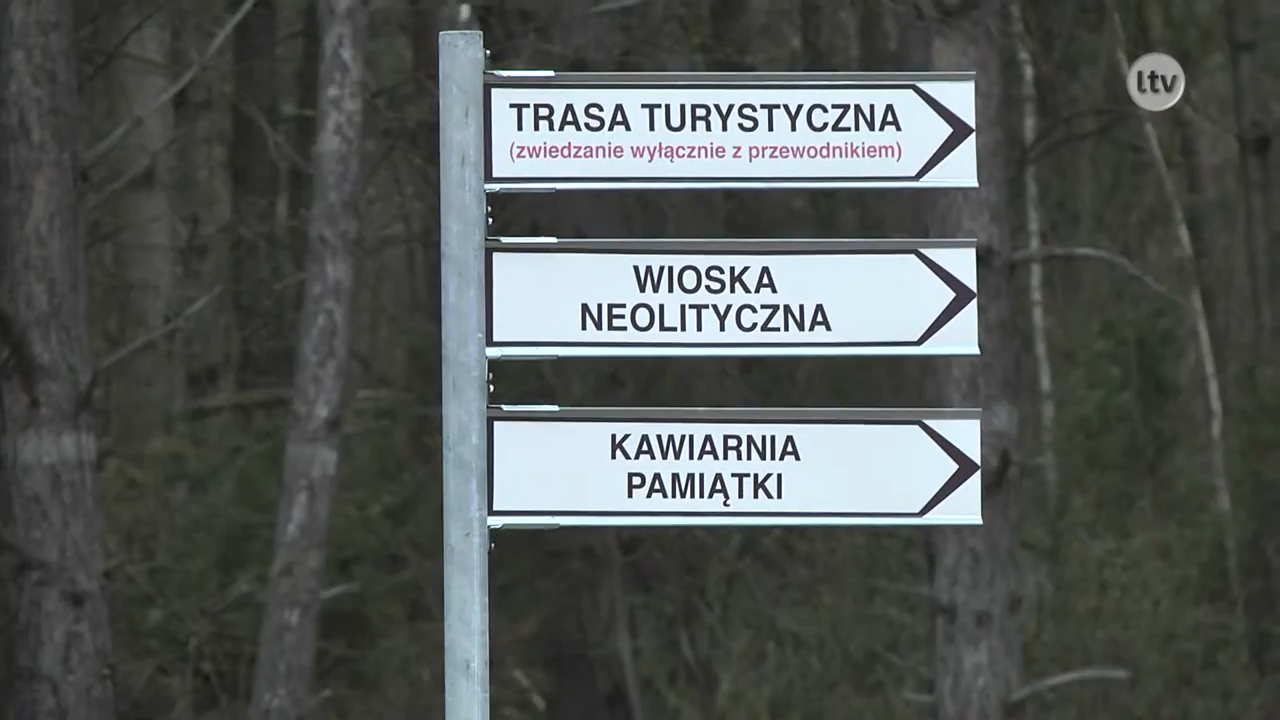 ltv
TRASA TURYSTYCZNA
(zwiedzanie wyłącznie z przewodnikiem)
WIOSKA
NEOLITYCZNA
KAWIARNIA
PAMIĄTKI